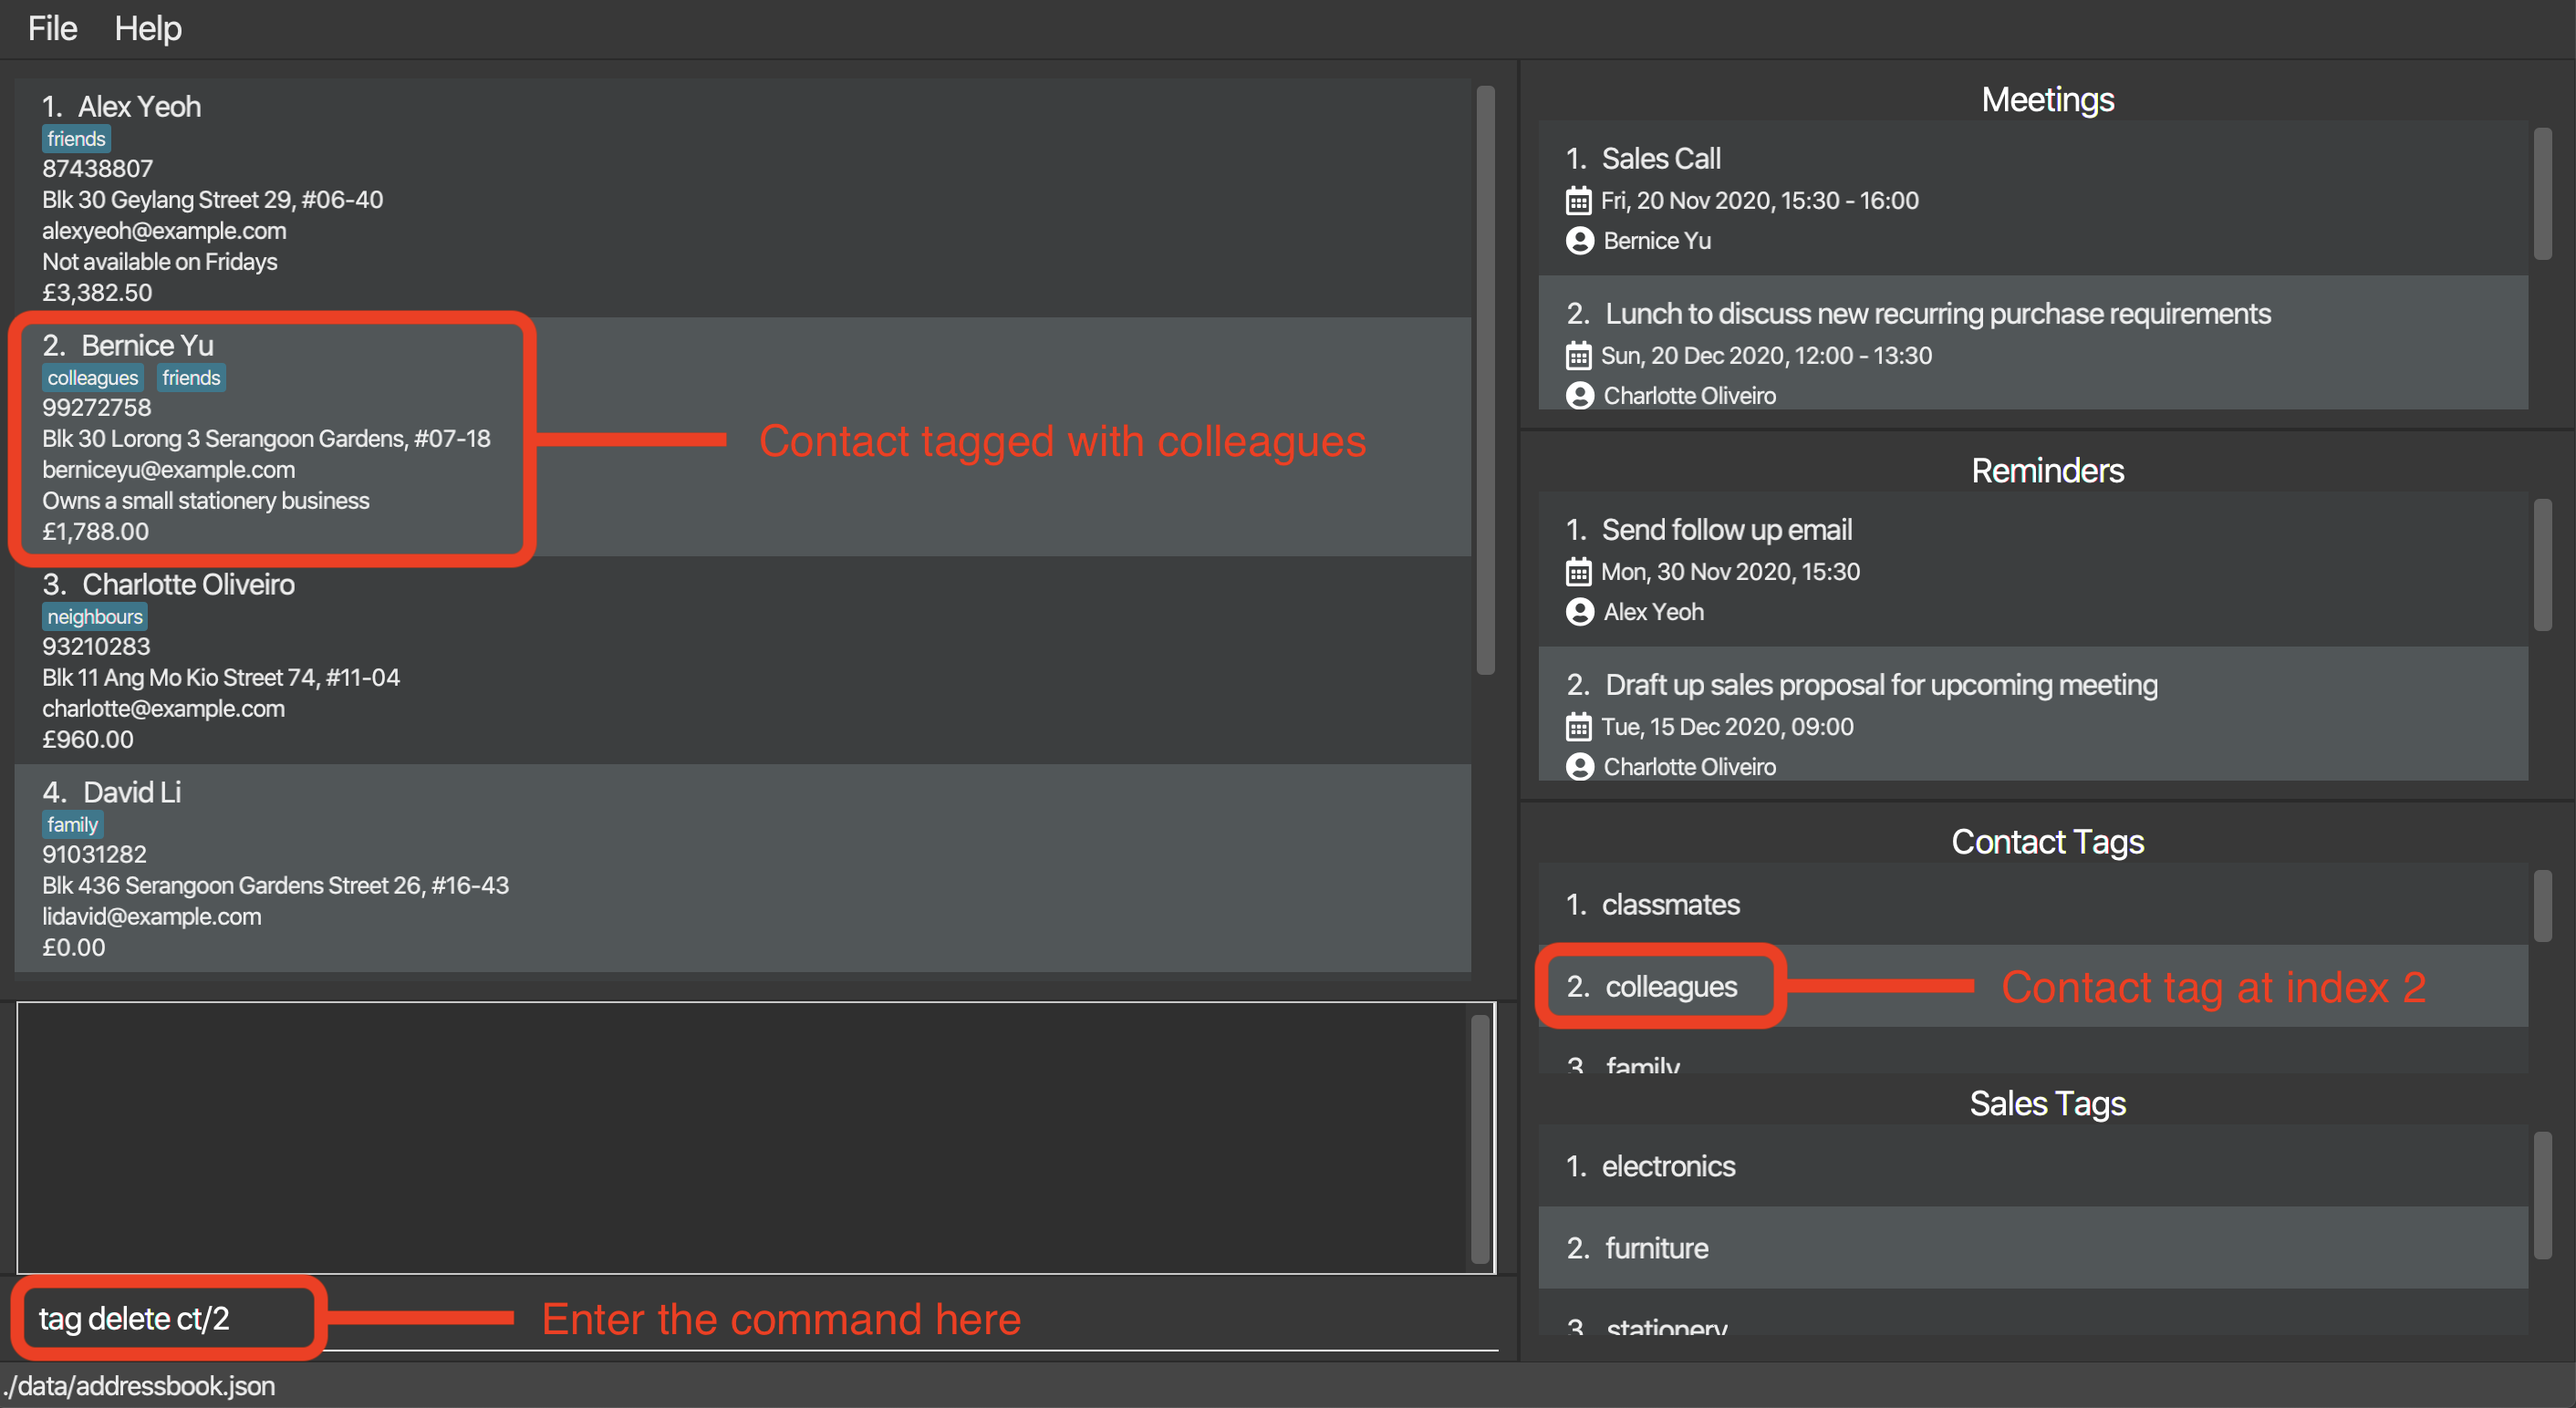 File Help
1. Alex Yeoh
friends
87438807
Blk 30 Geylang Street 29, #06-40
alexyeoh@example.com
Not available on Fridays
£3,382.50
2. Bernice Yu
colleagues friends
99272758
Blk 30 Lorong 3 Serangoon Gardens, #07-18
berniceyu@example.com
Owns a small stationery business
£1,788.00
Contact tagged with colleagues
3. Charlotte Oliveiro
neighbours
93210283
Blk 11 Ang Mo Kio Street 74, #11-04
charlotte@example.com
£960.00
4. David Li
family
91031282
Blk 436 Serangoon Gardens Street 26, #16-43
lidavid@example.com
£0.00
tag delete ct/2
Enter the command here
./data/addressbook.json
Meetings
1. Sales Call
Fri, 20 Nov 2020, 15:30 - 16:00
Bernice Yu
2. Lunch to discuss new recurring purchase requirements
Sun, 20 Dec 2020, 12:00 - 13:30
Charlotte Oliveiro
Reminders
1. Send follow up email
Mon, 30 Nov 2020, 15:30
Alex Yeoh
2. Draft up sales proposal for upcoming meeting
Tue, 15 Dec 2020, 09:00
Charlotte Oliveiro
Contact Tags
1. classmates
2. colleagues
Contact tag at index 2
3. family
Sales Tags
1. electronics
2. furniture
3. stationery